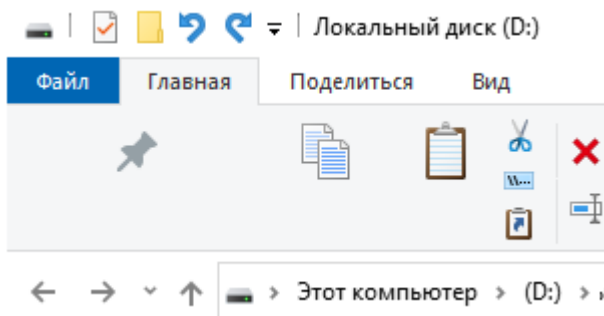 Локальный диск (D:)
Файл Главная Поделиться Вид
Этот компьютер › (D:) ›